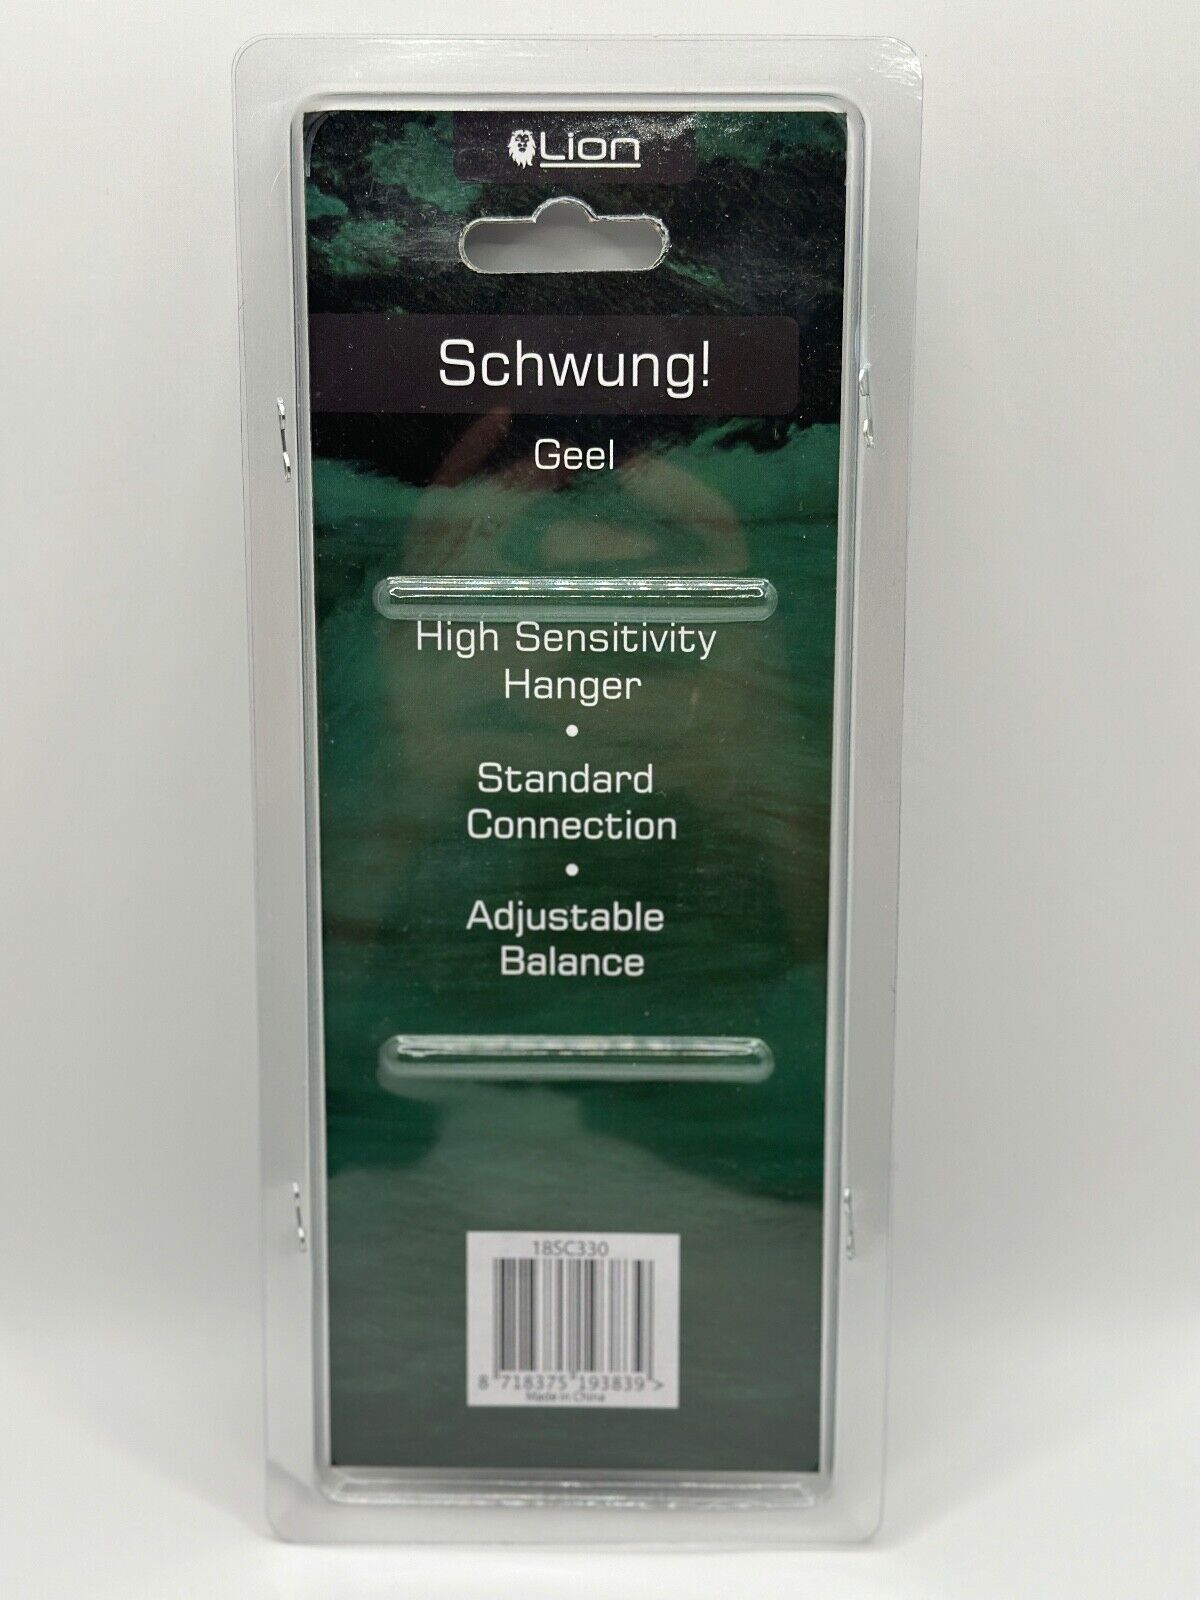 Lion
Schwung!
Geel
High Sensitivity
Hanger
•
Standard
Connection
•
Adjustable
Balance
18SC330
8 718375 193839 >
Made in China